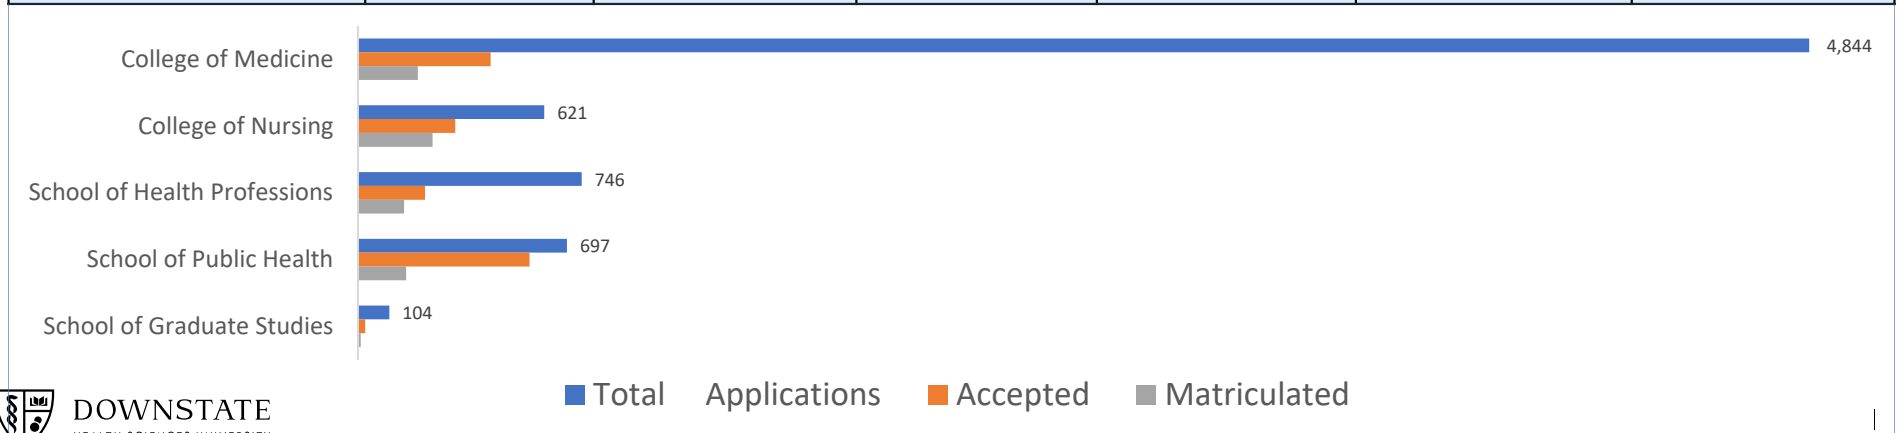 College of Medicine 4,844
College of Nursing 621
School of Health Professions 746
School of Public Health 697
School of Graduate Studies 104
Total Applications Accepted Matriculated
DOWNSTATE